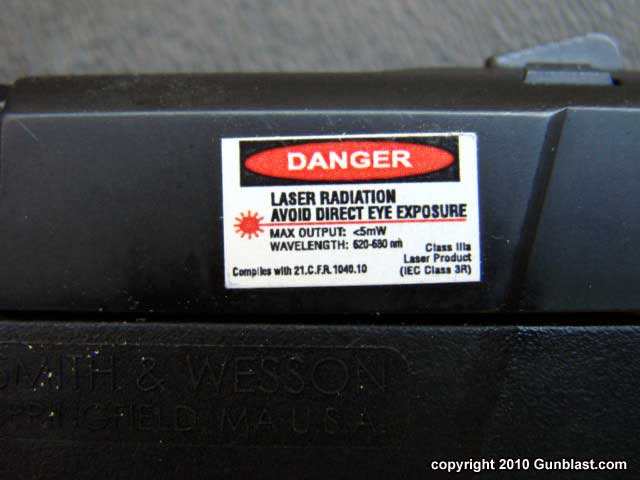 DANGER
LASER RADIATION
AVOID DIRECT EYE EXPOSURE
MAX OUTPUT: <5mW
WAVELENGTH: 620-690 nm
Class IIIa
Laser Product
Complies with 21.C.F.R.1040.10
(IEC Class 3R)
SMITH & WESSON
SPRINGFIELD, MA U.S.A.
copyright 2010 Gunblast.com